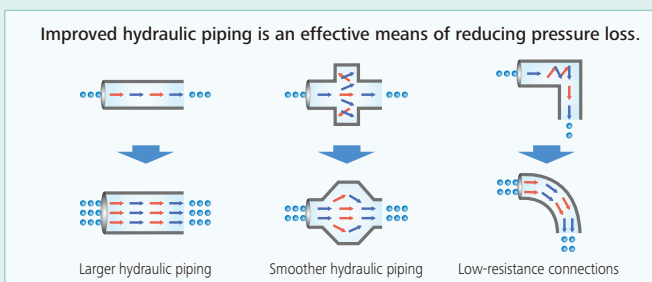 Improved hydraulic piping is an effective means of reducing pressure loss.
Larger hydraulic piping
Smoother hydraulic piping
Low-resistance connections